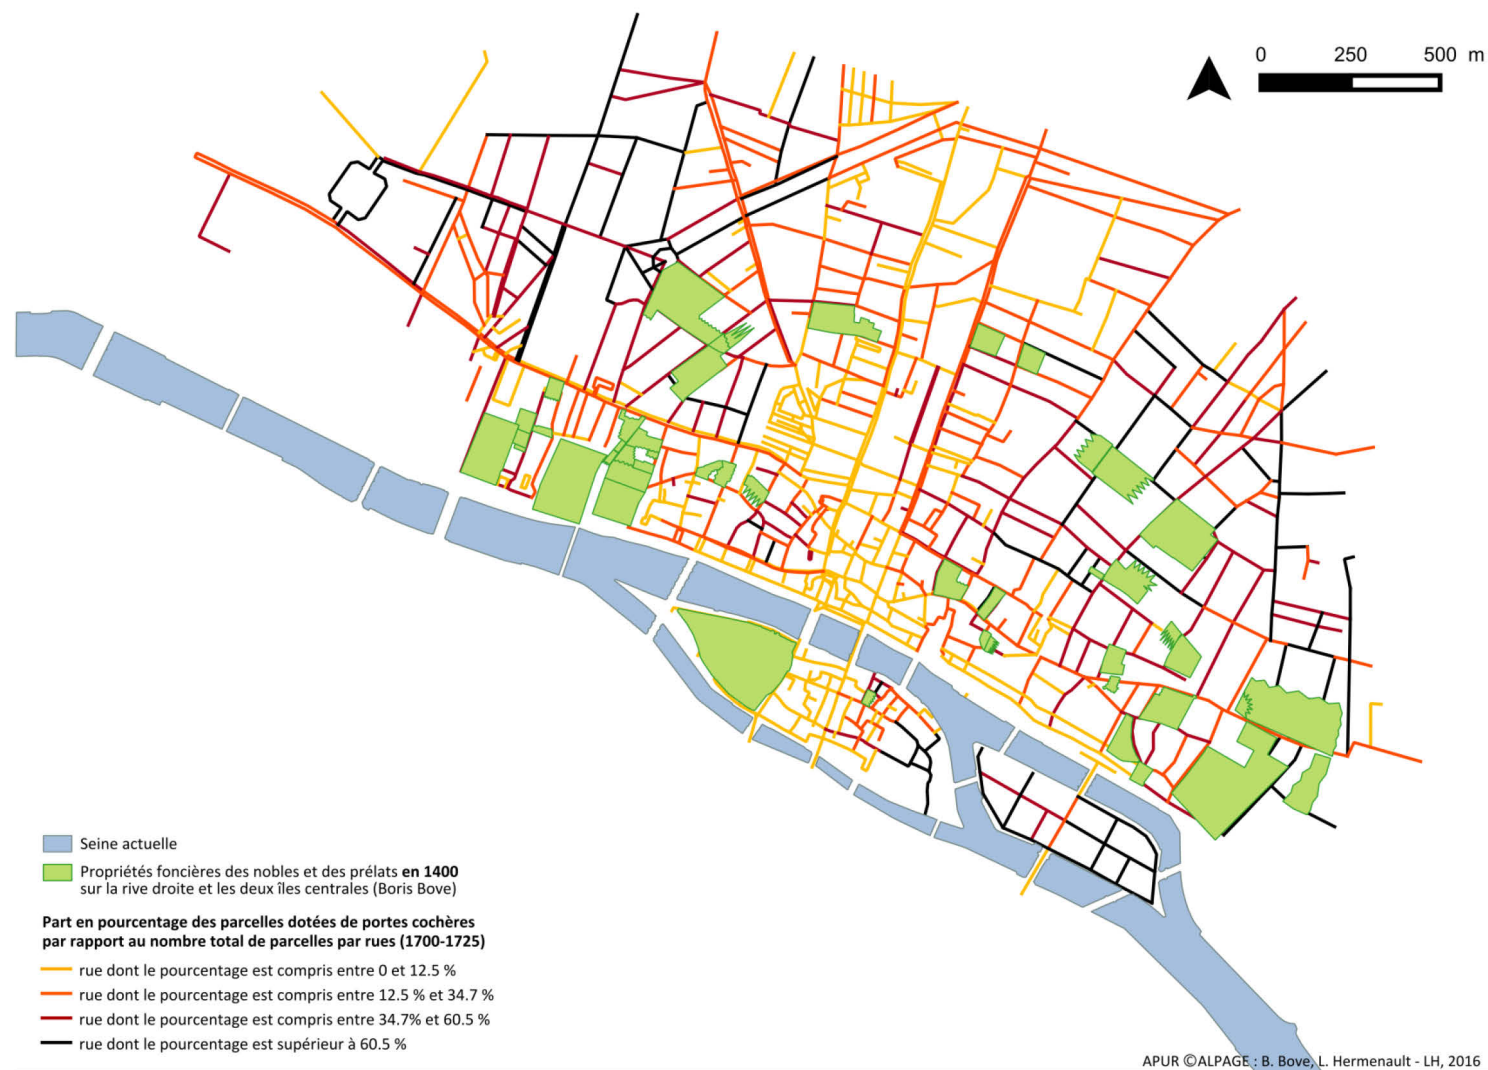 0 250 500 m
Seine actuelle
Propriétés foncières des nobles et des prélats en 1400
sur la rive droite et les deux îles centrales (Boris Bove)
Part en pourcentage des parcelles dotées de portes cochères
par rapport au nombre total de parcelles par rues (1700-1725)
rue dont le pourcentage est compris entre 0 et 12.5 %
rue dont le pourcentage est compris entre 12.5 % et 34.7 %
rue dont le pourcentage est compris entre 34.7% et 60.5 %
rue dont le pourcentage est supérieur à 60.5 %
APUR ©ALPAGE : B. Bove, L. Hermenault - LH, 2016